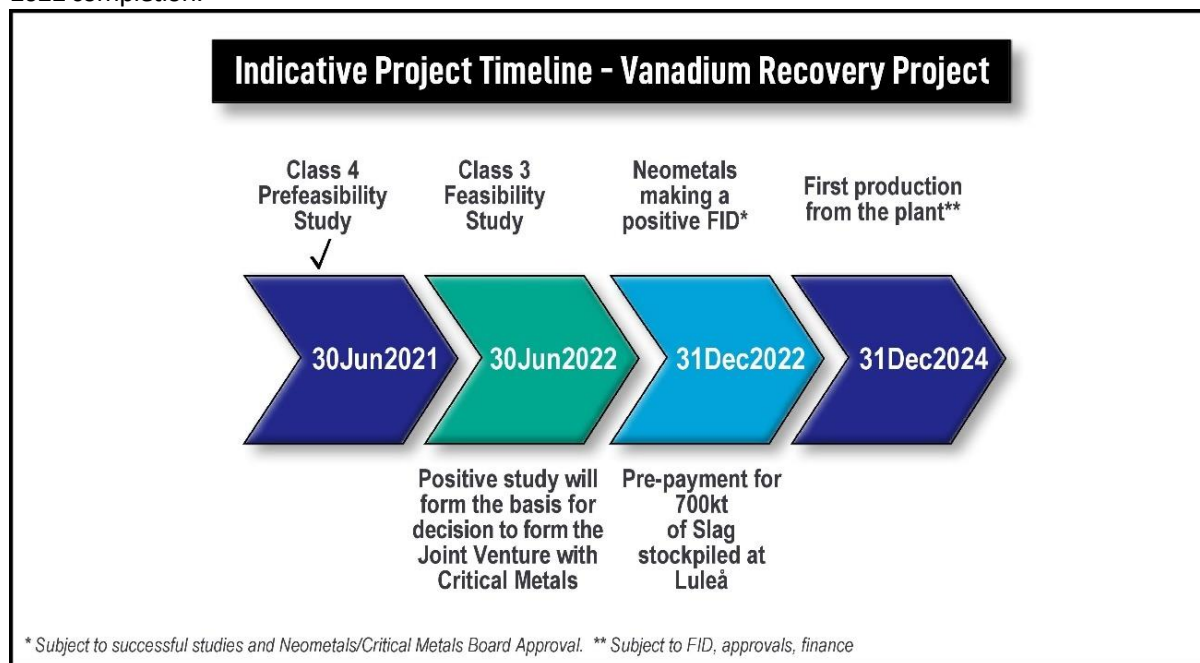 2022 completion.
Indicative Project Timeline - Vanadium Recovery Project
Class 4
Prefeasibility
Study
✓
Class 3
Feasibility
Study
Neometals
making a
positive FID*
First production
from the plant**
30Jun2021
30Jun2022
31Dec2022
31Dec2024
Positive study will
form the basis for
decision to form the
Joint Venture with
Critical Metals
Pre-payment for
700kt
of Slag
stockpiled at
Luleå
* Subject to successful studies and Neometals/Critical Metals Board Approval. ** Subject to FID, approvals, finance